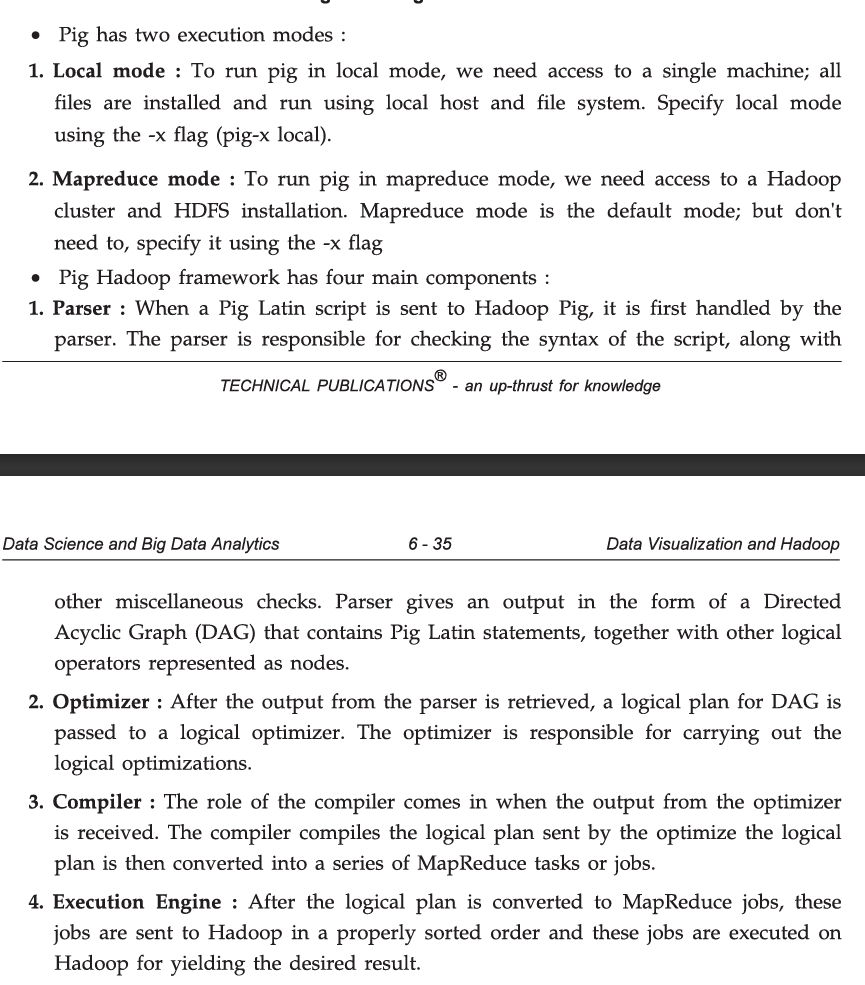 • Pig has two execution modes :
1. Local mode : To run pig in local mode, we need access to a single machine; all
files are installed and run using local host and file system. Specify local mode
using the -x flag (pig-x local).
2. Mapreduce mode : To run pig in mapreduce mode, we need access to a Hadoop
cluster and HDFS installation. Mapreduce mode is the default mode; but don't
need to, specify it using the -x flag
• Pig Hadoop framework has four main components :
1. Parser : When a Pig Latin script is sent to Hadoop Pig, it is first handled by the
parser. The parser is responsible for checking the syntax of the script, along with
TECHNICAL PUBLICATIONS® - an up-thrust for knowledge
Data Science and Big Data Analytics 6 - 35 Data Visualization and Hadoop
other miscellaneous checks. Parser gives an output in the form of a Directed
Acyclic Graph (DAG) that contains Pig Latin statements, together with other logical
operators represented as nodes.
2. Optimizer : After the output from the parser is retrieved, a logical plan for DAG is
passed to a logical optimizer. The optimizer is responsible for carrying out the
logical optimizations.
3. Compiler : The role of the compiler comes in when the output from the optimizer
is received. The compiler compiles the logical plan sent by the optimize the logical
plan is then converted into a series of MapReduce tasks or jobs.
4. Execution Engine : After the logical plan is converted to MapReduce jobs, these
jobs are sent to Hadoop in a properly sorted order and these jobs are executed on
Hadoop for yielding the desired result.